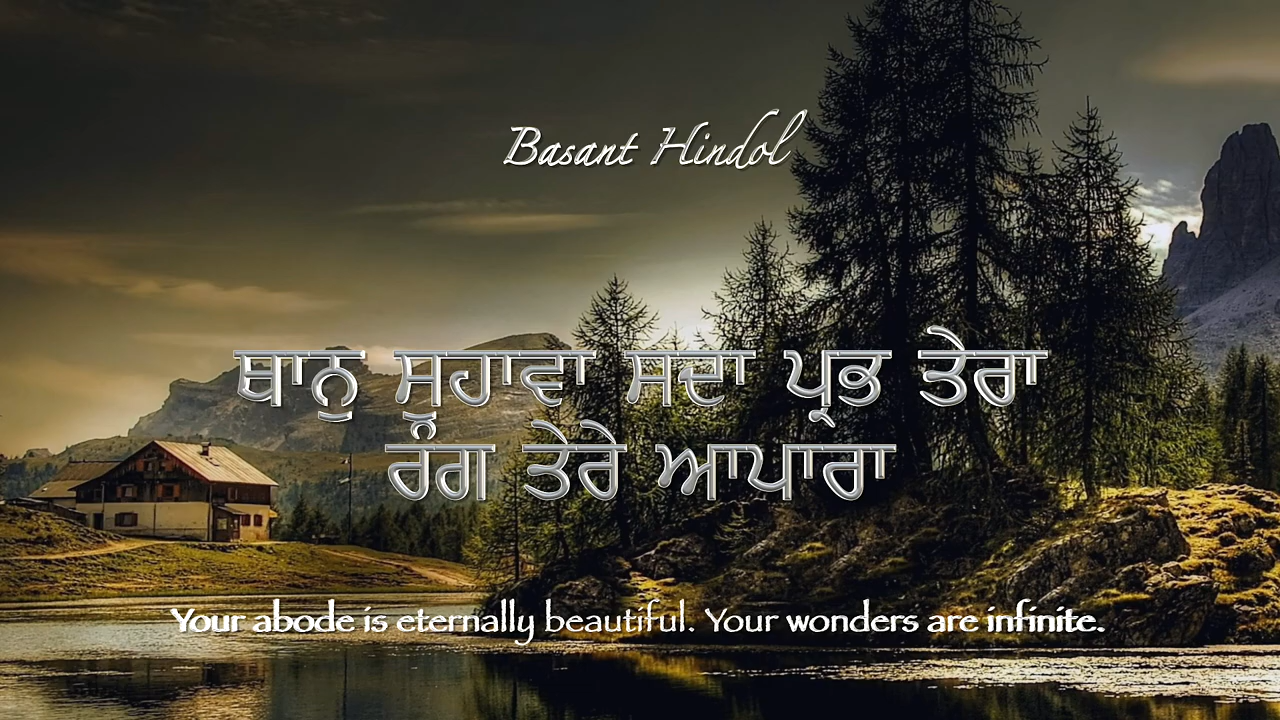 Basant Hindol
ਥਾਨੁ ਸੁਹਾਵਾ ਸਦਾ ਪ੍ਰਭ ਤੇਰਾ
ਰੰਗ ਤੇਰੇ ਆਪਾਰਾ
Your abode is eternally beautiful. Your wonders are infinite.